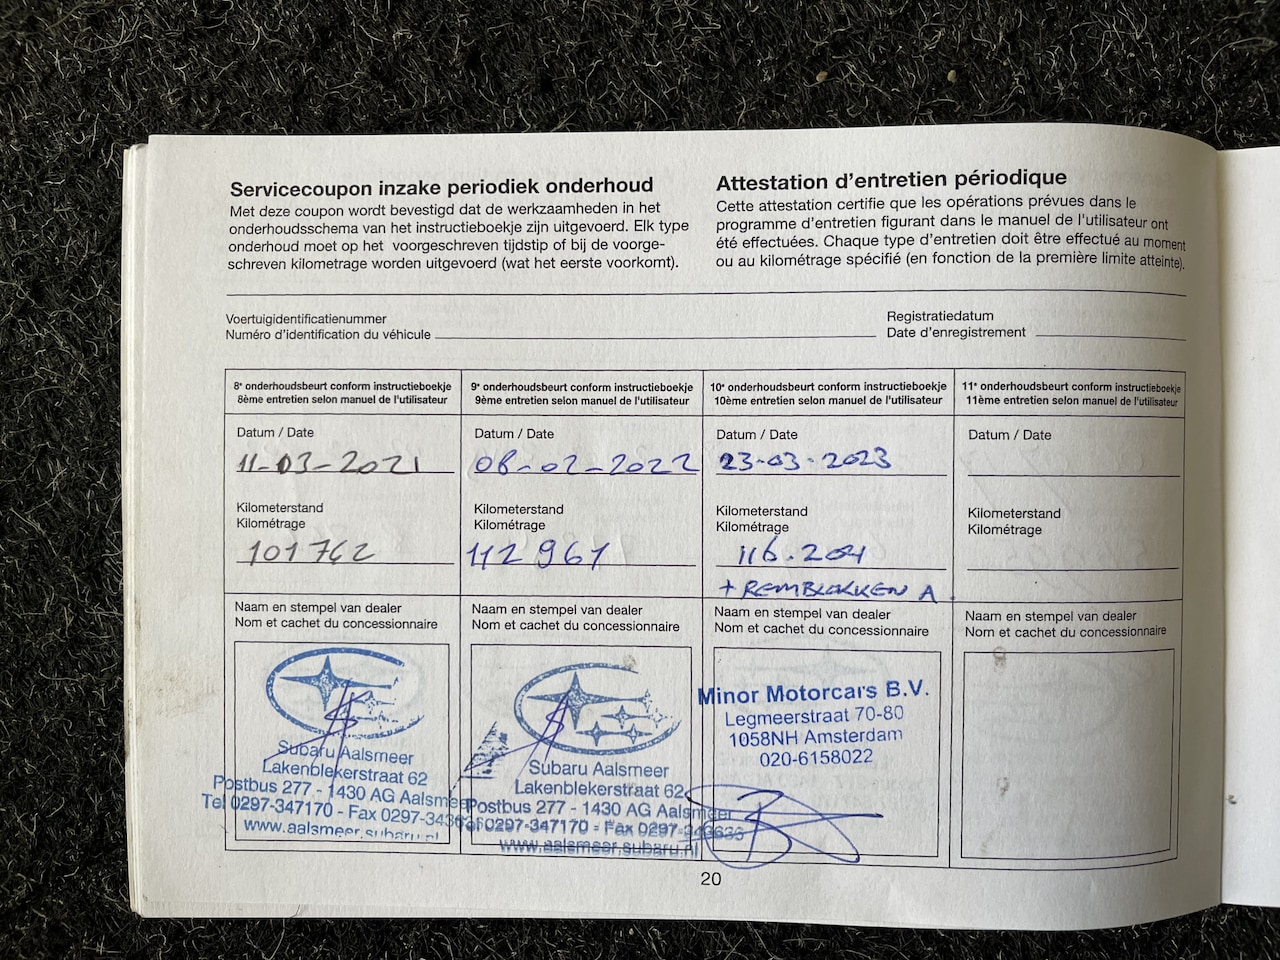 Servicecoupon inzake periodiek onderhoud
Met deze coupon wordt bevestigd dat de werkzaamheden in het
onderhoudsschema van het instructieboekje zijn uitgevoerd. Elk type
onderhoud moet op het voorgeschreven tijdstip of bij de voorge-
schreven kilometrage worden uitgevoerd (wat het eerste voorkomt).
Attestation d'entretien périodique
Cette attestation certifie que les opérations prévues dans le
programme d'entretien figurant dans le manuel de l'utilisateur ont
été effectuées. Chaque type d'entretien doit être effectué au moment
ou au kilométrage spécifié (en fonction de la première limite atteinte).
Voertuigidentificatienummer
Numéro d'identification du véhicule
Registratiedatum
Date d'enregistrement
8e onderhoudsbeurt conform instructieboekje
8ème entretien selon manuel de l'utilisateur
Datum / Date
11-03-2021
Kilometerstand
Kilométrage
101762
Naam en stempel van dealer
Nom et cachet du concessionnaire
Subaru Aalsmeer
Lakenblekerstraat 62
Postbus 277 - 1430 AG Aalsmeer
Tel 0297-347170 - Fax 0297-343636
www.aalsmeer.subaru.nl
9e onderhoudsbeurt conform instructieboekje
9ème entretien selon manuel de l'utilisateur
Datum / Date
08-02-2022
Kilometerstand
Kilométrage
112961
Naam en stempel van dealer
Nom et cachet du concessionnaire
Subaru Aalsmeer
Lakenblekerstraat 62
Postbus 277 - 1430 AG Aalsmeer
Tel 0297-347170 - Fax 0297-343636
www.aalsmeer.subaru.nl
10e onderhoudsbeurt conform instructieboekje
10ème entretien selon manuel de l'utilisateur
Datum / Date
23-03-2023
Kilometerstand
Kilométrage
116.204
+ REMBLOKKEN A
Naam en stempel van dealer
Nom et cachet du concessionnaire
Minor Motorcars B.V.
Legmeerstraat 70-80
1058NH Amsterdam
020-6158022
11e onderhoudsbeurt conform instructieboekje
11ème entretien selon manuel de l'utilisateur
Datum / Date
Kilometerstand
Kilométrage
Naam en stempel van dealer
Nom et cachet du concessionnaire
20